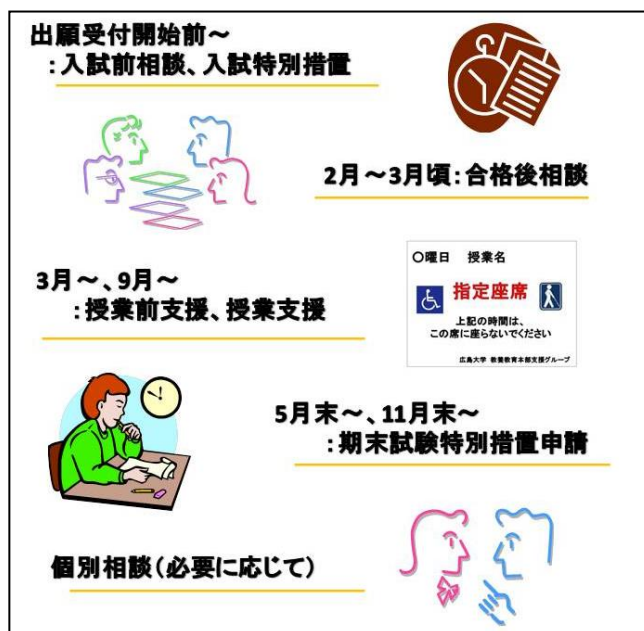 出願受付開始前～
：入試前相談、入試特別措置
2月～3月頃：合格後相談
3月～、9月～
：授業前支援、授業支援
○曜日　授業名
指定座席
上記の時間は、
この席に座らないでください
広島大学 教養教育本部支援グループ
5月末～、11月末～
：期末試験特別措置申請
個別相談（必要に応じて）